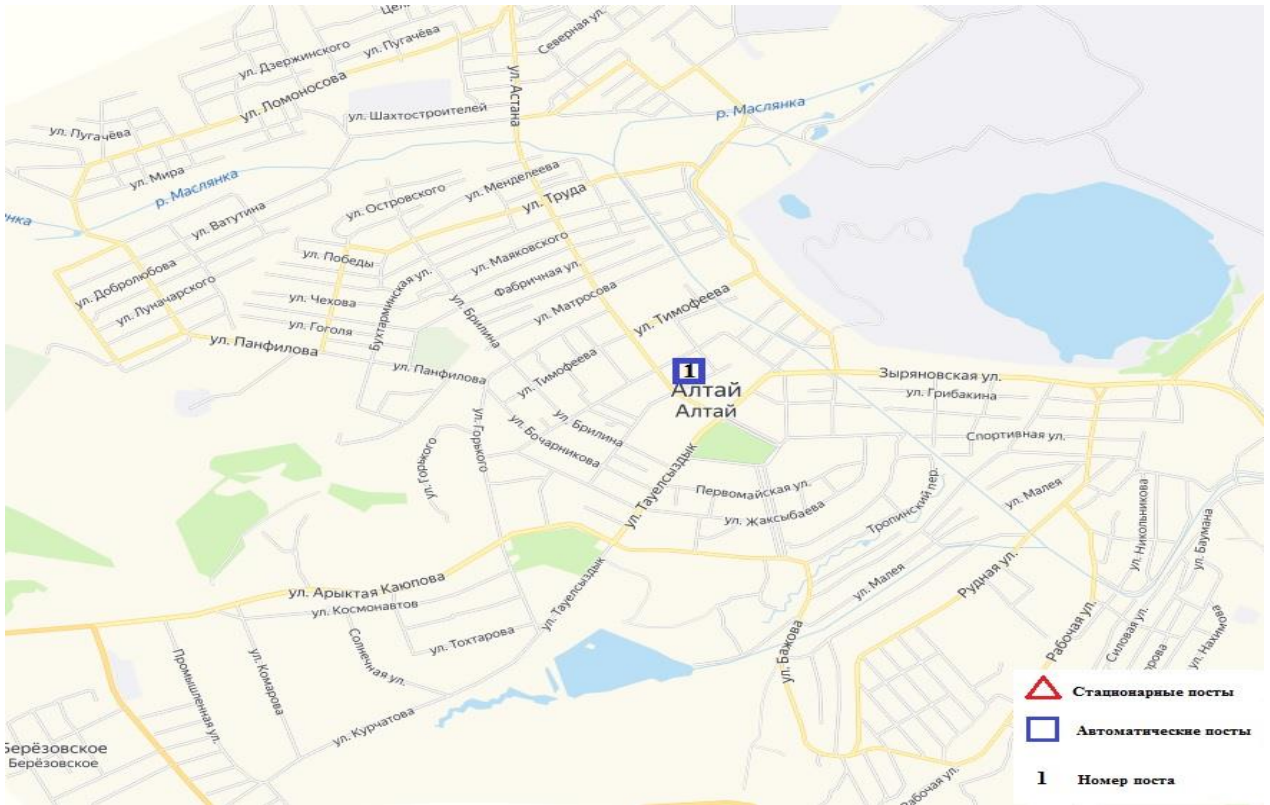 Северная ул.
ул. Пугачёва
ул. Дзержинского
ул. Ломоносова
ул. Астана
ул. Шахтостроителей
р. Маслянка
ул. Пугачёва
ул. Мира
р. Маслянка
ул. Менделеева
ул. Островского
ул. Труда
ул. Ватутина
ул. Победы
ул. Маяковского
ул. Добролюбова
Фабричная ул.
ул. Луначарского
ул. Чехова
Бухтарминская ул.
ул. Матросова
ул. Гоголя
ул. Брилина
ул. Тимофеева
ул. Панфилова
ул. Панфилова
ул. Тимофеева
1
Алтай
Алтай
Зыряновская ул.
ул. Грибакина
ул. Горького
ул. Брилина
ул. Бочарникова
Спортивная ул.
ул. Горького
ул. Тауелсыздык
Первомайская ул.
ул. Жаксыбаева
Тропинский пер.
ул. Малея
ул. Никольникова
ул. Баумана
ул. Арыктая Каюпова
ул. Космонавтов
ул. Тауелсыздык
ул. Малея
Рудная ул.
ул. Тохтарова
Солнечная ул.
ул. Комарова
Промышленная ул.
ул. Бажова
Рабочая ул.
Силовая ул.
ул. Нахимова
ул. Курчатова
Берёзовское
Берёзовское
Рабочая ул.
Стационарные посты
Автоматические посты
1 Номер поста